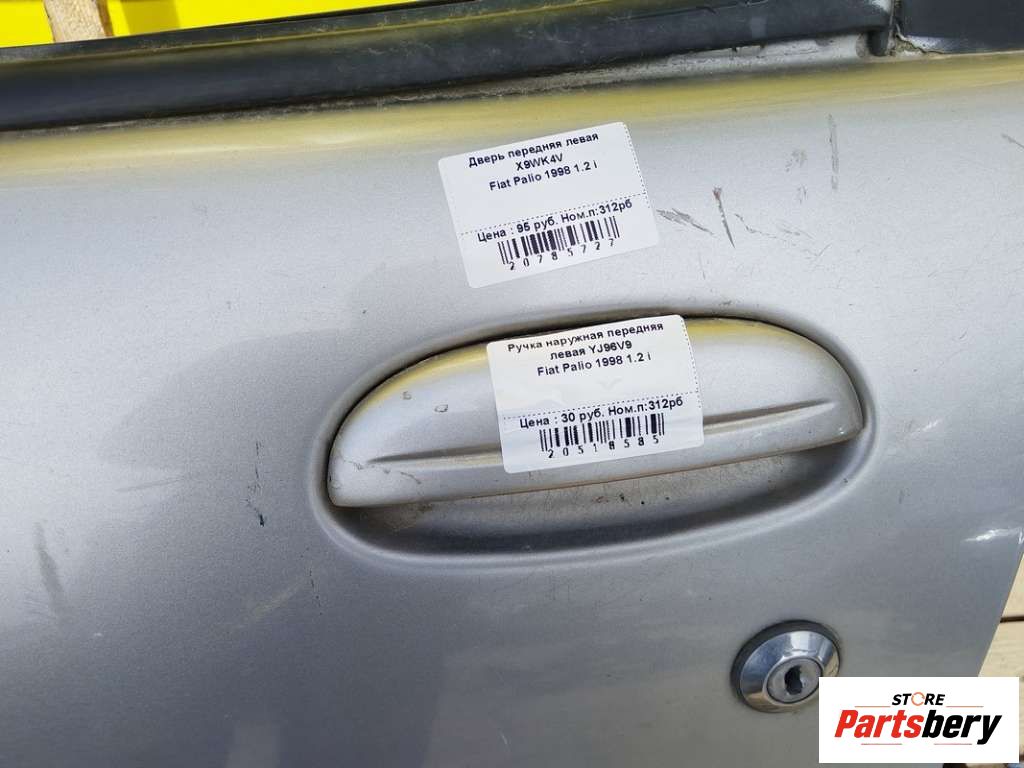 Дверь передняя левая
X9WK4V
Fiat Palio 1998 1.2 i
Цена : 95 руб. Ном.п:312рб
20785727
Ручка наружная передняя
левая YJ96V9
Fiat Palio 1998 1.2 i
Цена : 30 руб. Ном.п:312рб
20518585
STORE
Partsbery